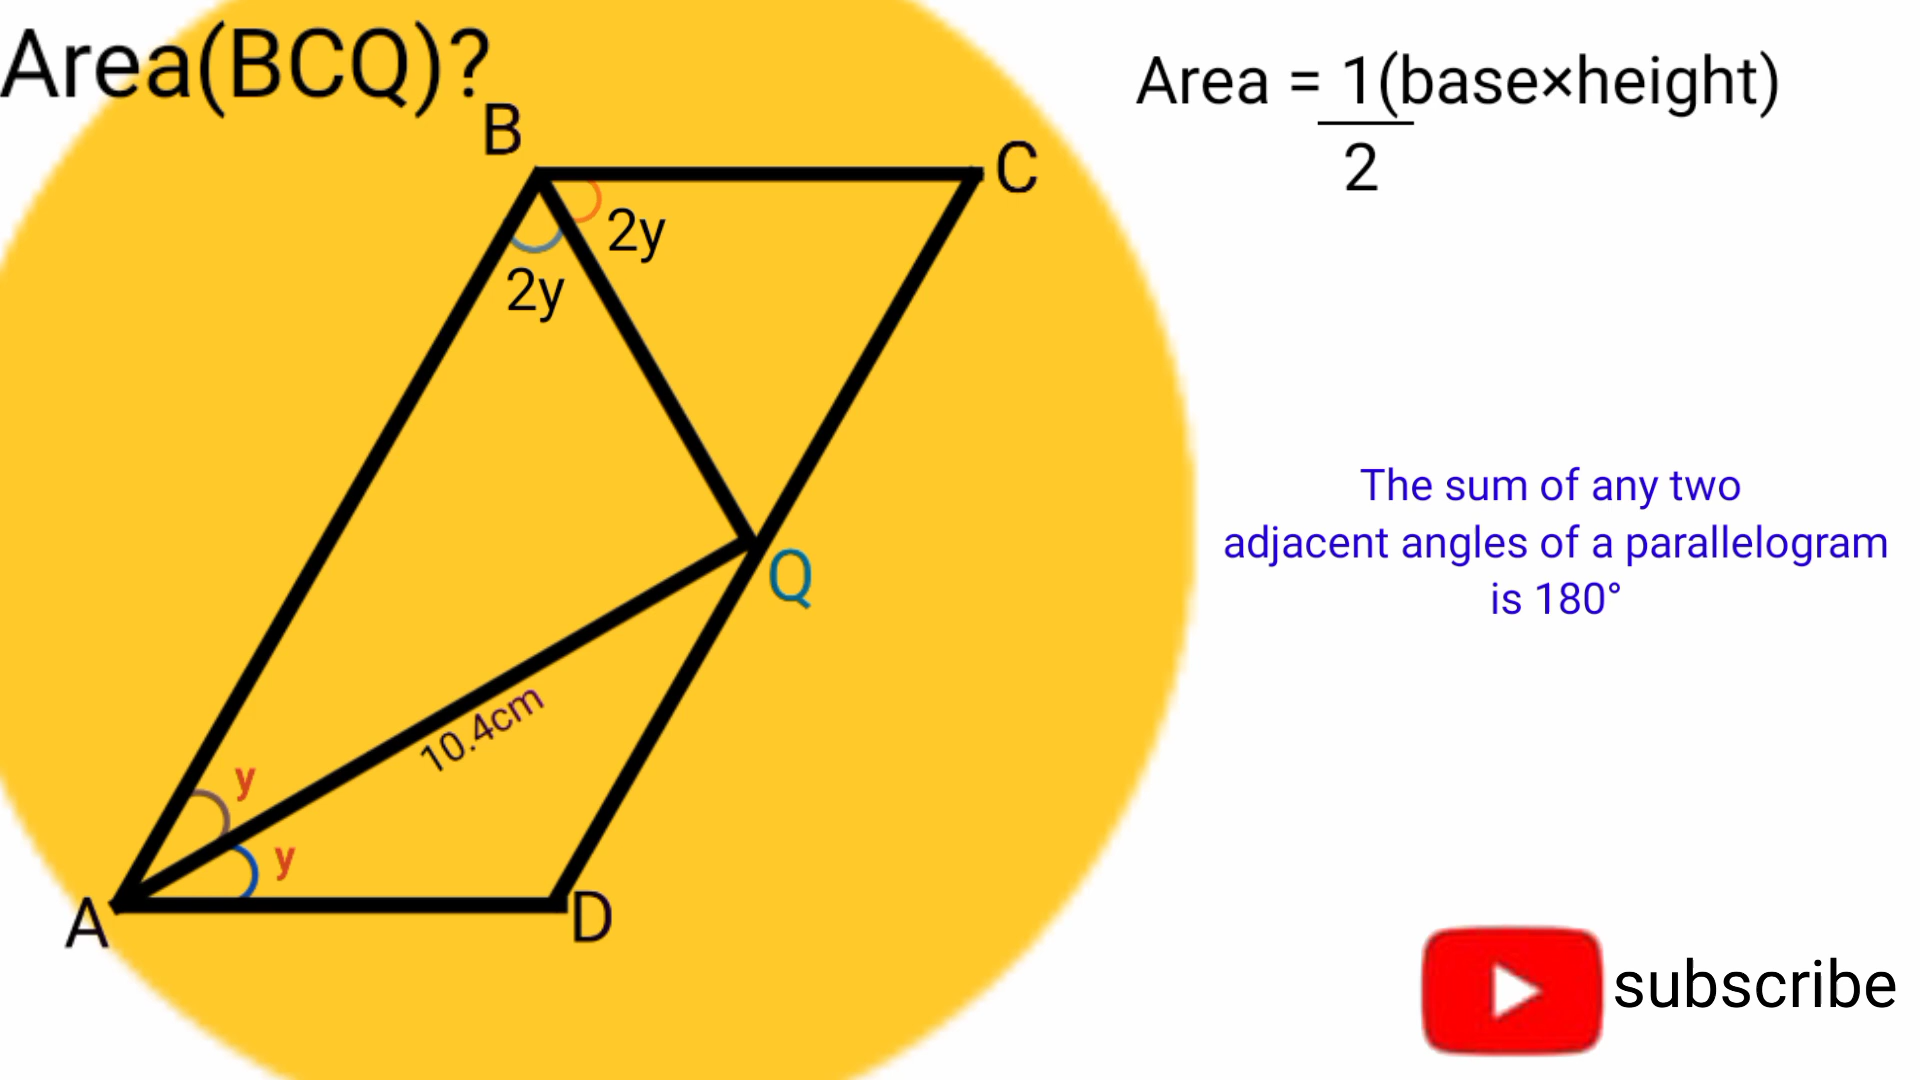 Area(BCQ)?
Area = 1(base×height)
2
B
C
2y
2y
The sum of any two
adjacent angles of a parallelogram
is 180°
Q
10.4cm
y
y
A
D
subscribe